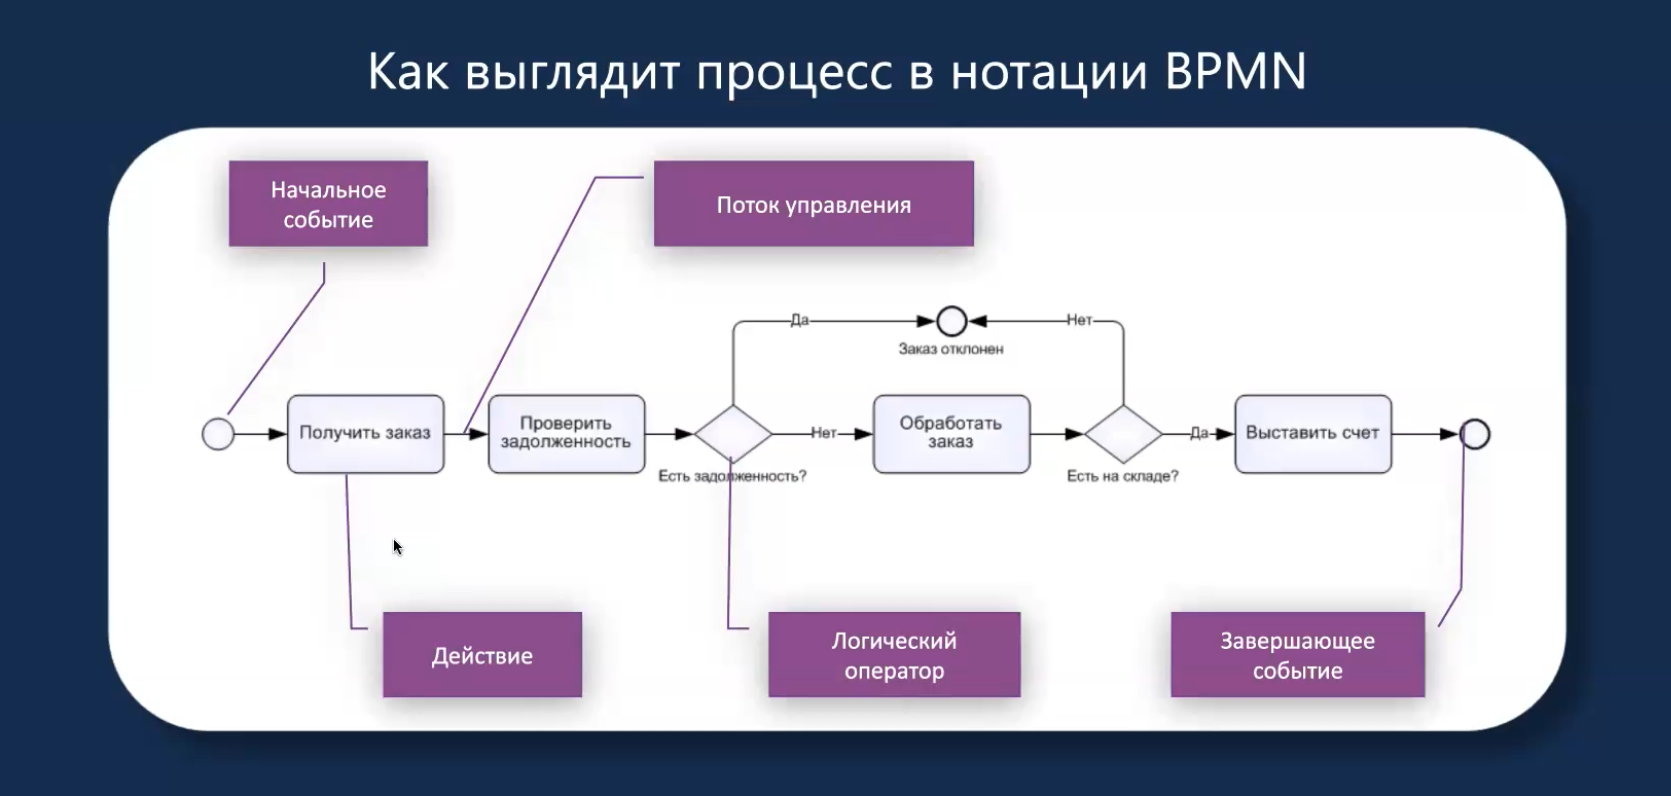 Как выглядит процесс в нотации BPMN
Начальное
событие
Поток управления
Да
Нет
Заказ отклонен
Получить заказ
Проверить
задолженность
Нет
Обработать
заказ
Да
Выставить счет
Есть задолженность?
Есть на складе?
Действие
Логический
оператор
Завершающее
событие